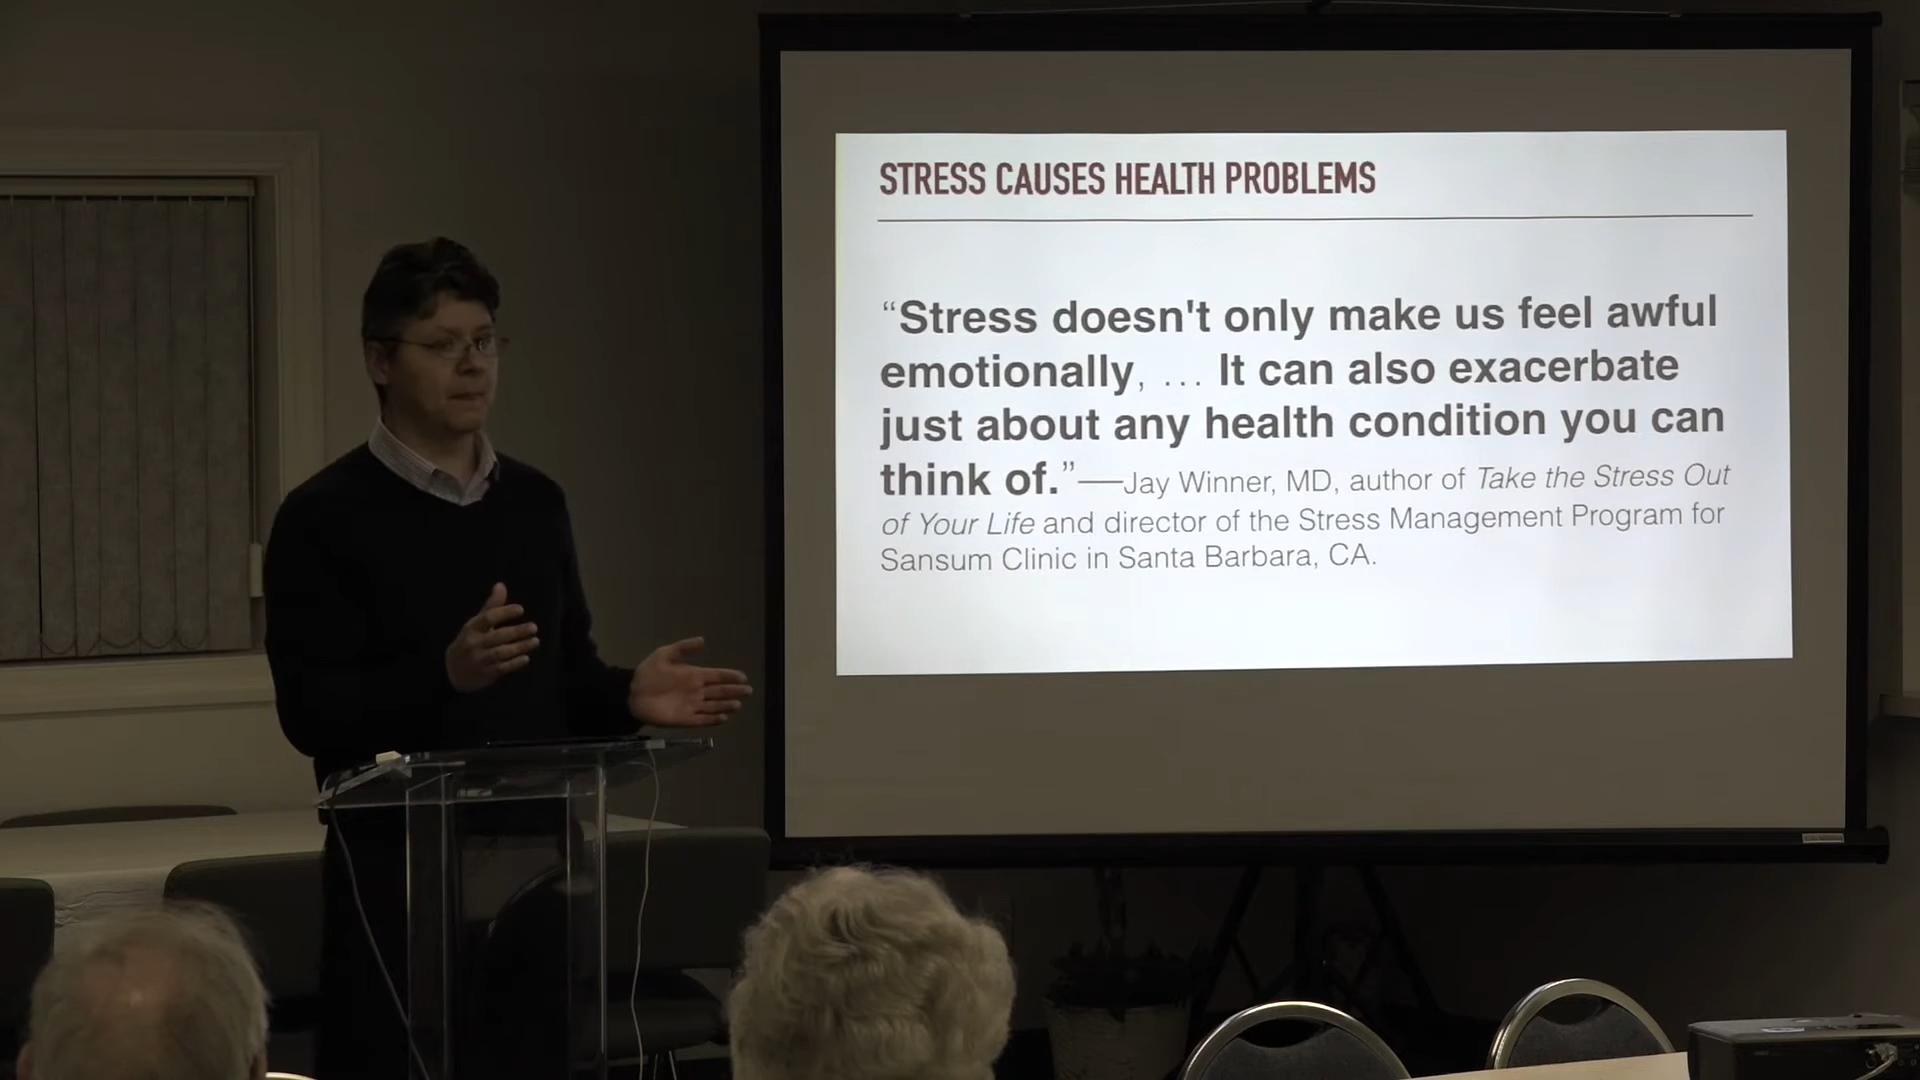 STRESS CAUSES HEALTH PROBLEMS
“Stress doesn't only make us feel awful
emotionally, … It can also exacerbate
just about any health condition you can
think of.”—Jay Winner, MD, author of Take the Stress Out
of Your Life and director of the Stress Management Program for
Sansum Clinic in Santa Barbara, CA.